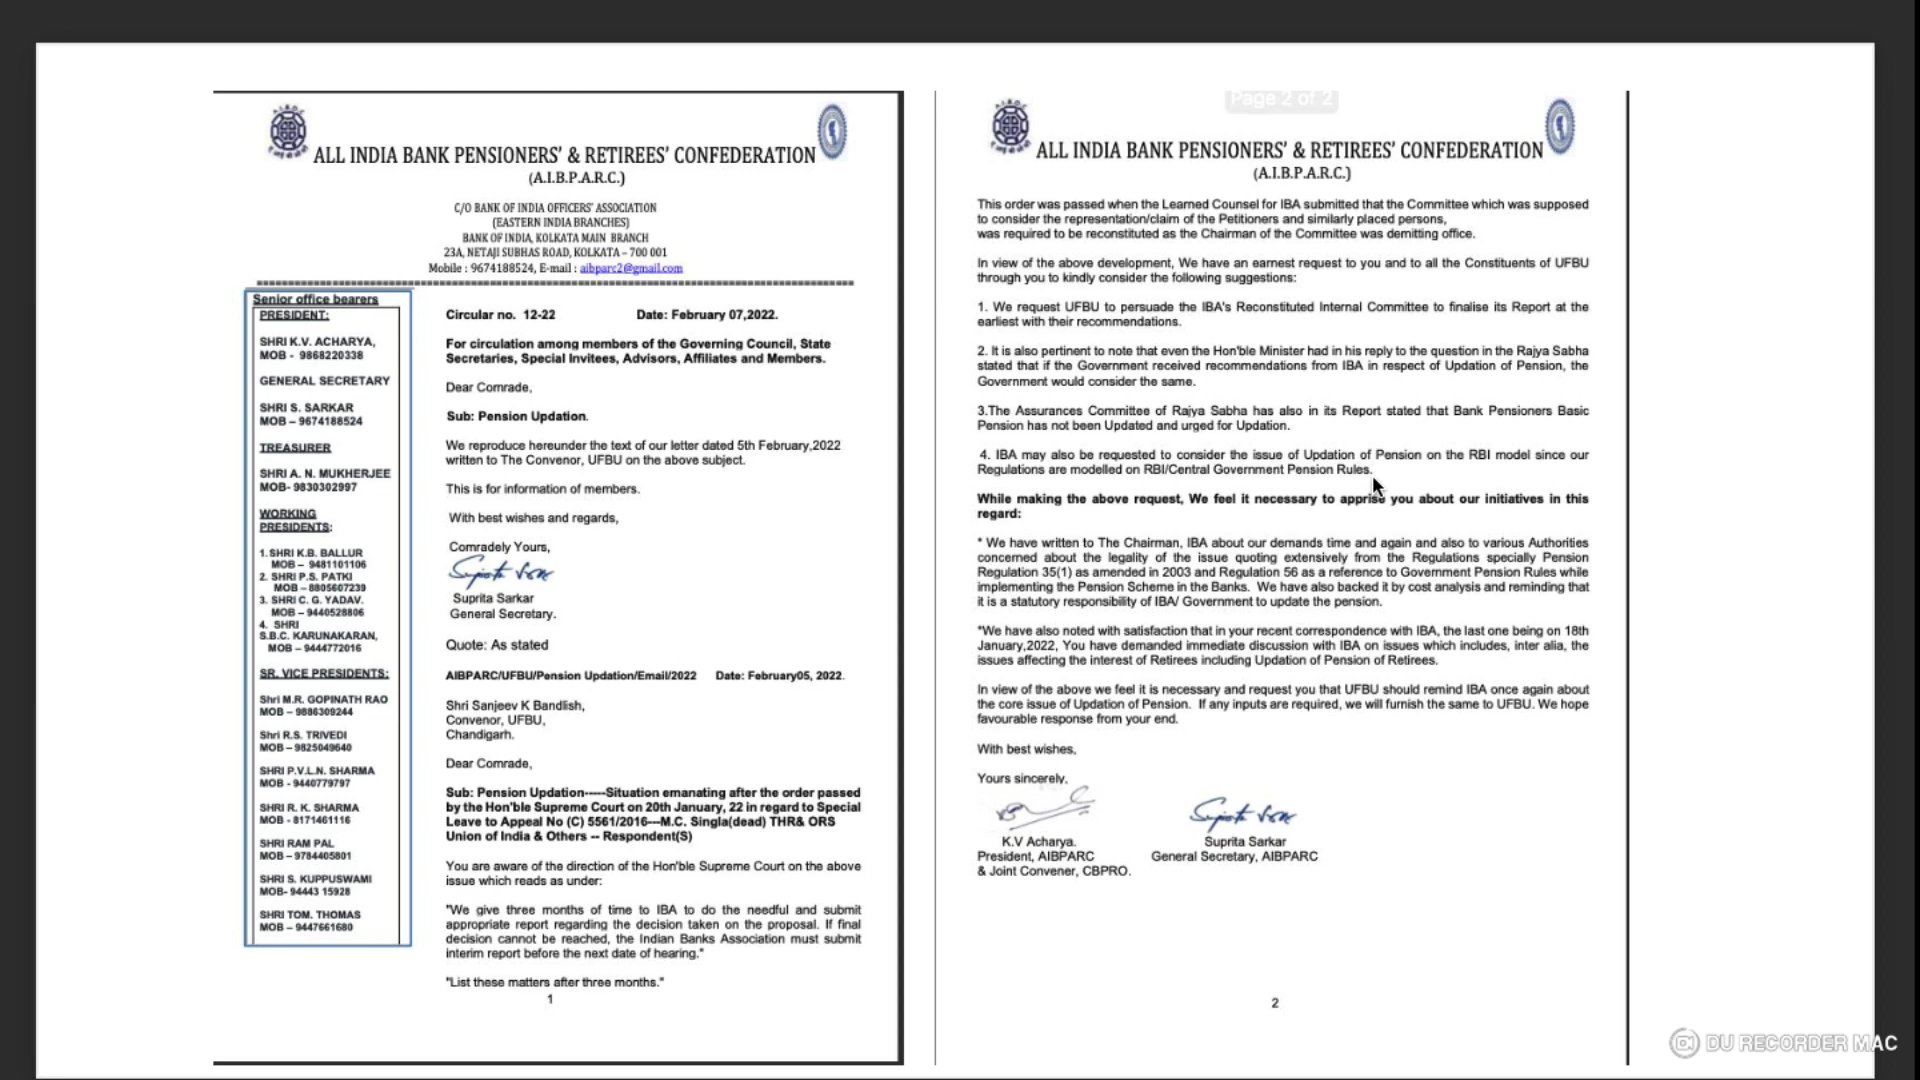 ALL INDIA BANK PENSIONERS' & RETIREES' CONFEDERATION
(A.I.B.P.A.R.C.)
C/O BANK OF INDIA OFFICERS' ASSOCIATION
(EASTERN INDIA BRANCHES)
BANK OF INDIA, KOLKATA MAIN BRANCH
23A, NETAJI SUBHAS ROAD, KOLKATA – 700 001
Mobile : 9674188524, E-mail : aibparc2@gmail.com
Senior office bearers
PRESIDENT:
SHRI K.V. ACHARYA,
MOB - 9868220338
GENERAL SECRETARY
SHRI S. SARKAR
MOB – 9674188524
TREASURER
SHRI A. N. MUKHERJEE
MOB- 9830302997
WORKING
PRESIDENTS:
1. SHRI K.B. BALLUR
MOB – 9481101106
2. SHRI P.S. PATKI
MOB – 8805607239
3. SHRI C. G. YADAV.
MOB – 9440528806
4. SHRI
S.B.C. KARUNAKARAN,
MOB – 9444772016
SR. VICE PRESIDENTS:
Shri M.R. GOPINATH RAO
MOB – 9886309244
Shri R.S. TRIVEDI
MOB – 9825049640
SHRI P.V.L.N. SHARMA
MOB - 9440779797
SHRI R. K. SHARMA
MOB - 8171461116
SHRI RAM PAL
MOB – 9784405801
SHRI S. KUPPUSWAMI
MOB- 94443 15928
SHRI TOM. THOMAS
MOB – 9447661680
Circular no. 12-22 Date: February 07,2022.
For circulation among members of the Governing Council, State
Secretaries, Special Invitees, Advisors, Affiliates and Members.
Dear Comrade,
Sub: Pension Updation.
We reproduce hereunder the text of our letter dated 5th February,2022
written to The Convenor, UFBU on the above subject.
This is for information of members.
With best wishes and regards,
Comradely Yours,
Suprita Sarkar
General Secretary.
Quote: As stated
AIBPARC/UFBU/Pension Updation/Email/2022 Date: February05, 2022.
Shri Sanjeev K Bandlish,
Convenor, UFBU,
Chandigarh.
Dear Comrade,
Sub: Pension Updation-----Situation emanating after the order passed
by the Hon'ble Supreme Court on 20th January, 22 in regard to Special
Leave to Appeal No (C) 5561/2016---M.C. Singla(dead) THR& ORS
Union of India & Others -- Respondent(S)
You are aware of the direction of the Hon'ble Supreme Court on the above
issue which reads as under:
"We give three months of time to IBA to do the needful and submit
appropriate report regarding the decision taken on the proposal. If final
decision cannot be reached, the Indian Banks Association must submit
interim report before the next date of hearing."
"List these matters after three months."
1
Page 2 of 2
ALL INDIA BANK PENSIONERS' & RETIREES' CONFEDERATION
(A.I.B.P.A.R.C.)
This order was passed when the Learned Counsel for IBA submitted that the Committee which was supposed
to consider the representation/claim of the Petitioners and similarly placed persons,
was required to be reconstituted as the Chairman of the Committee was demitting office.
In view of the above development, We have an earnest request to you and to all the Constituents of UFBU
through you to kindly consider the following suggestions:
1. We request UFBU to persuade the IBA's Reconstituted Internal Committee to finalise its Report at the
earliest with their recommendations.
2. It is also pertinent to note that even the Hon'ble Minister had in his reply to the question in the Rajya Sabha
stated that if the Government received recommendations from IBA in respect of Updation of Pension, the
Government would consider the same.
3.The Assurances Committee of Rajya Sabha has also in its Report stated that Bank Pensioners Basic
Pension has not been Updated and urged for Updation.
4. IBA may also be requested to consider the issue of Updation of Pension on the RBI model since our
Regulations are modelled on RBI/Central Government Pension Rules.
While making the above request, We feel it necessary to apprise you about our initiatives in this
regard:
* We have written to The Chairman, IBA about our demands time and again and also to various Authorities
concerned about the legality of the issue quoting extensively from the Regulations specially Pension
Regulation 35(1) as amended in 2003 and Regulation 56 as a reference to Government Pension Rules while
implementing the Pension Scheme in the Banks. We have also backed it by cost analysis and reminding that
it is a statutory responsibility of IBA/ Government to update the pension.
*We have also noted with satisfaction that in your recent correspondence with IBA, the last one being on 18th
January,2022, You have demanded immediate discussion with IBA on issues which includes, inter alia, the
issues affecting the interest of Retirees including Updation of Pension of Retirees.
In view of the above we feel it is necessary and request you that UFBU should remind IBA once again about
the core issue of Updation of Pension. If any inputs are required, we will furnish the same to UFBU. We hope
favourable response from your end.
With best wishes,
Yours sincerely,
K.V Acharya. Suprita Sarkar
President, AIBPARC General Secretary, AIBPARC
& Joint Convener, CBPRO.
2
DU RECORDER MAC